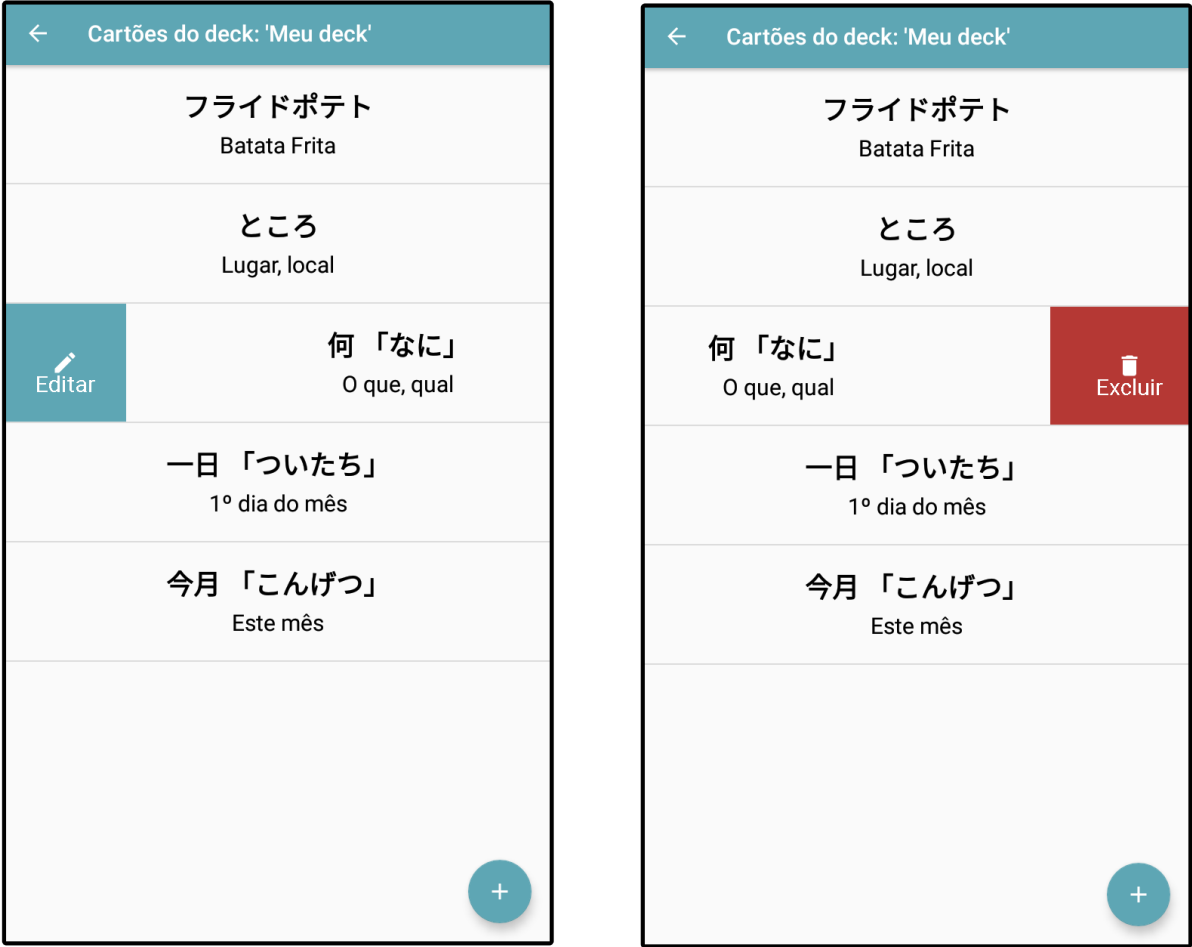 Cartões do deck: 'Meu deck'
フライドポテト
Batata Frita
ところ
Lugar, local
Editar
何 「なに」
O que, qual
一日 「ついたち」
1º dia do mês
今月 「こんげつ」
Este mês
+
Cartões do deck: 'Meu deck'
フライドポテト
Batata Frita
ところ
Lugar, local
何 「なに」
O que, qual
Excluir
一日 「ついたち」
1º dia do mês
今月 「こんげつ」
Este mês
+